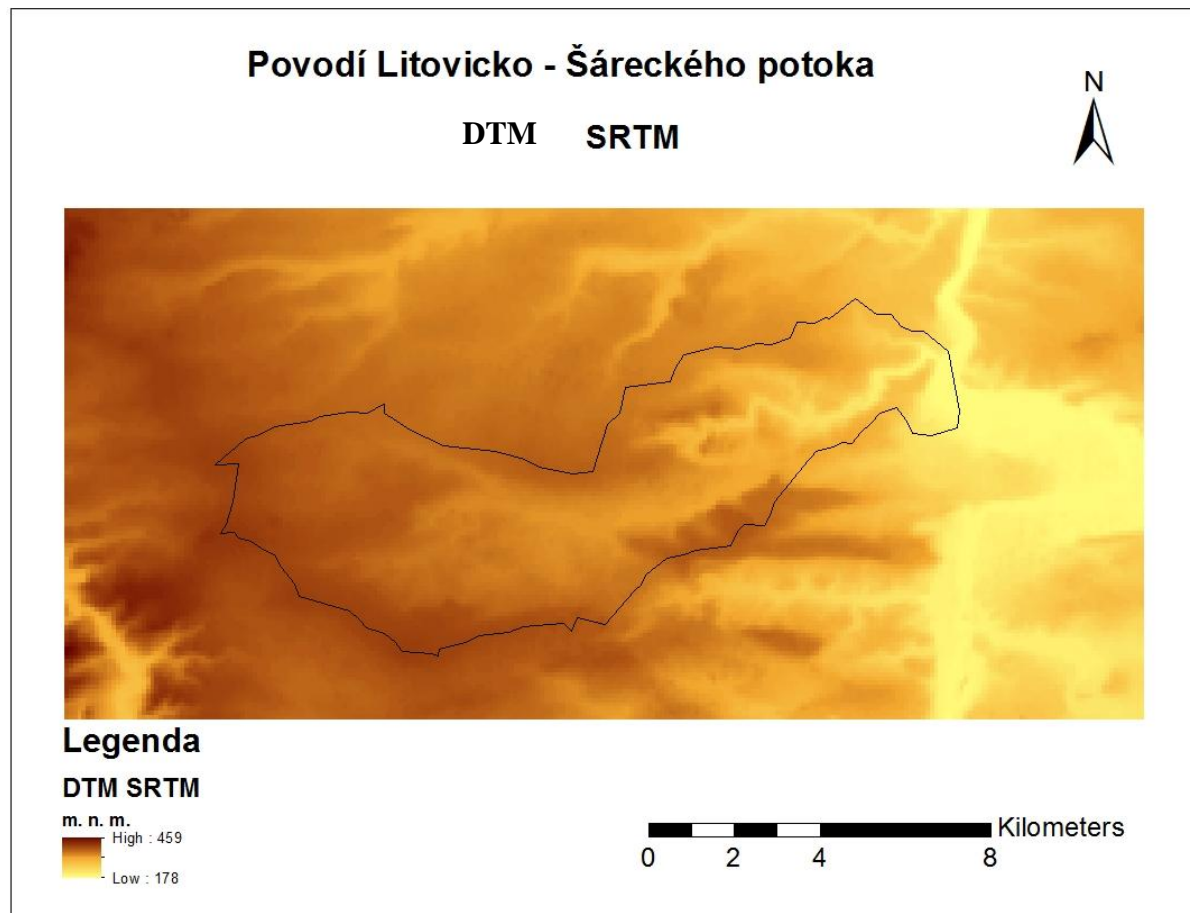 Povodí Litovicko - Šáreckého potoka
DTM SRTM
N
Legenda
DTM SRTM
m. n. m.
High : 459
Low : 178
Kilometers
0 2 4 8